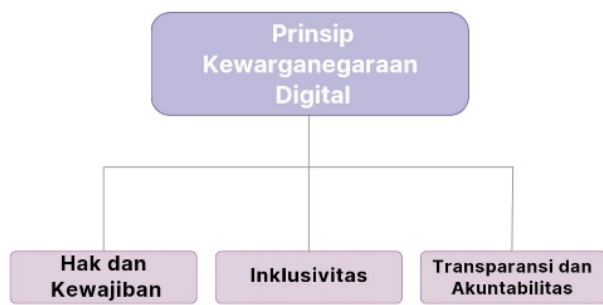 Prinsip
Kewarganegaraan
Digital
Hak dan
Kewajiban
Inklusivitas
Transparansi dan
Akuntabilitas